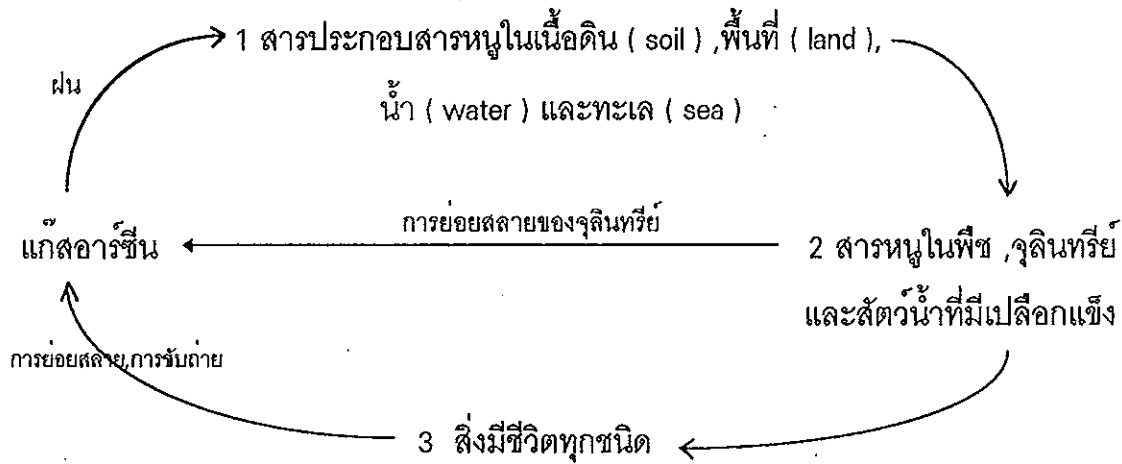 1 สารประกอบสารหนูในเนื้อดิน ( soil ) ,พื้นที่ ( land ),
น้ำ ( water ) และทะเล ( sea )
ฝน
การย่อยสลายของจุลินทรีย์
แก๊สอาร์ซีน
2 สารหนูในพืช ,จุลินทรีย์
และสัตว์น้ำที่มีเปลือกแข็ง
การย่อยสลาย,การขับถ่าย
3 สิ่งมีชีวิตทุกชนิด